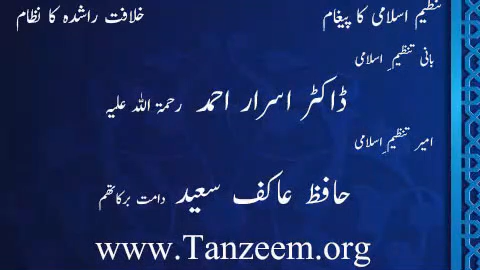 تنظیم اسلامی کا پیغام خلافت راشدہ کا نظام
بانی تنظیمِ اسلامی
ڈاکٹر اسرار احمد رحمۃ اللہ علیہ
امیر تنظیمِ اسلامی
حافظ عاکف سعید دامت برکاتہم
www.Tanzeem.org